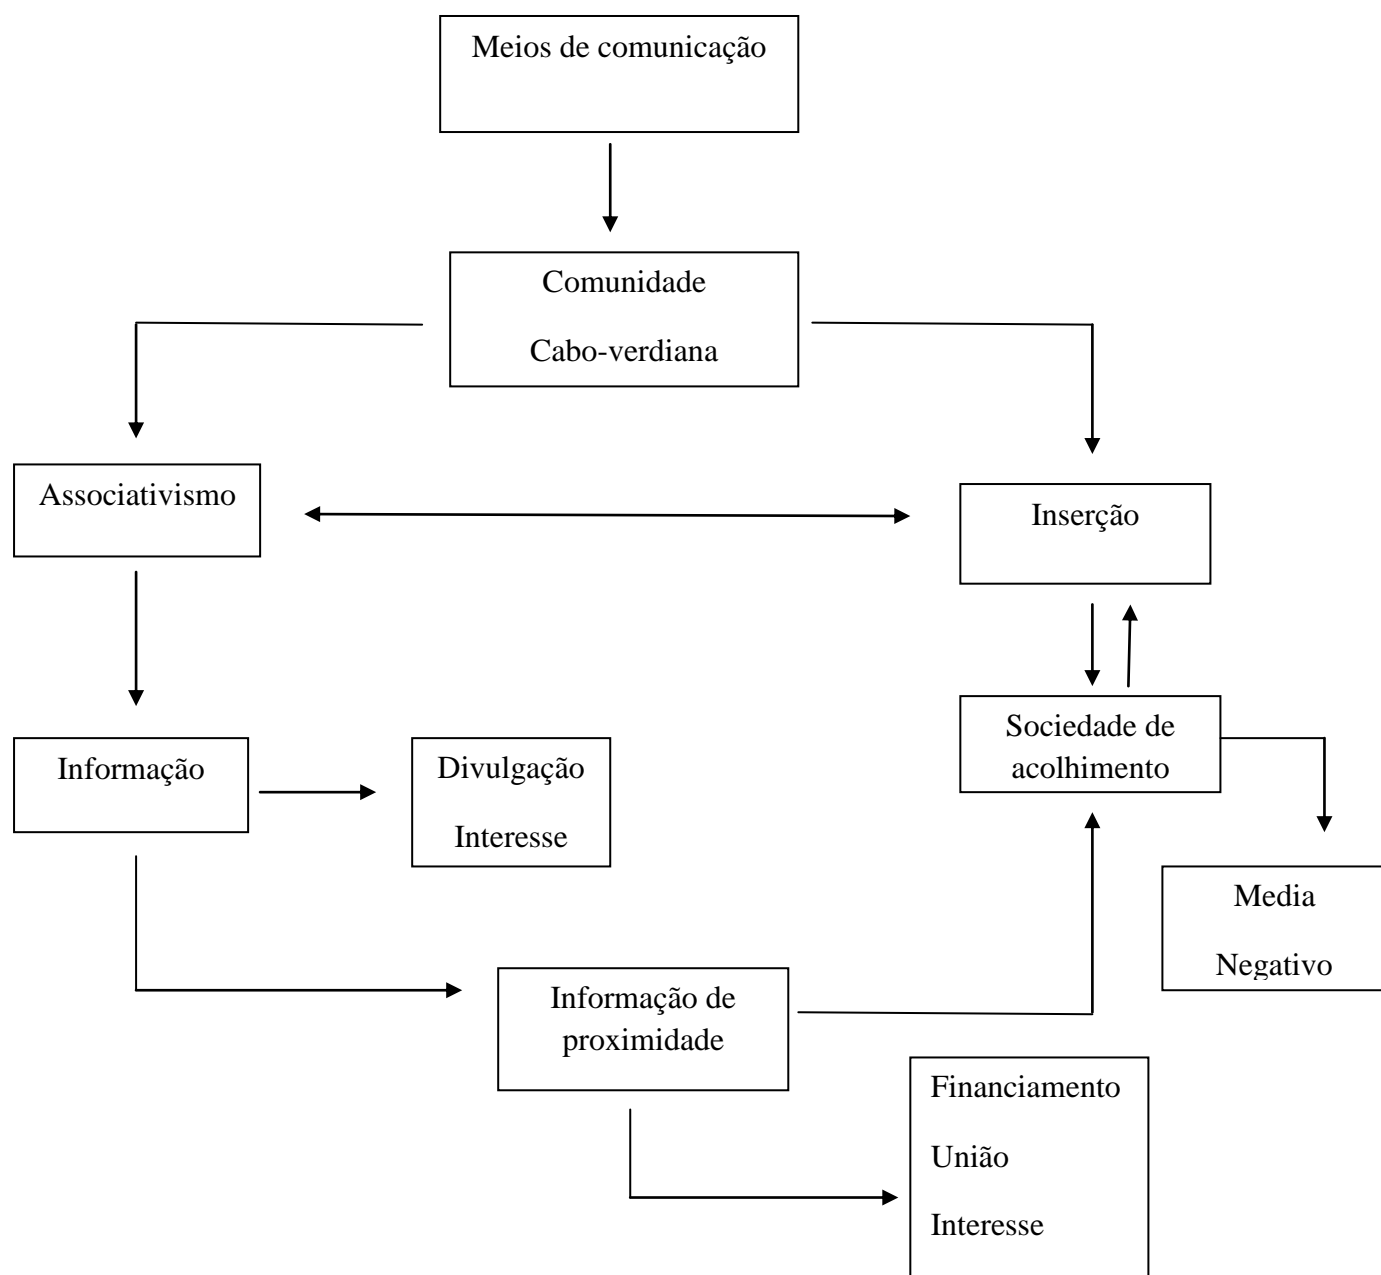 Meios de comunicação
Comunidade
Cabo-verdiana
Associativismo
Inserção
Sociedade de
acolhimento
Informação
Divulgação
Interesse
Media
Negativo
Informação de
proximidade
Financiamento
União
Interesse